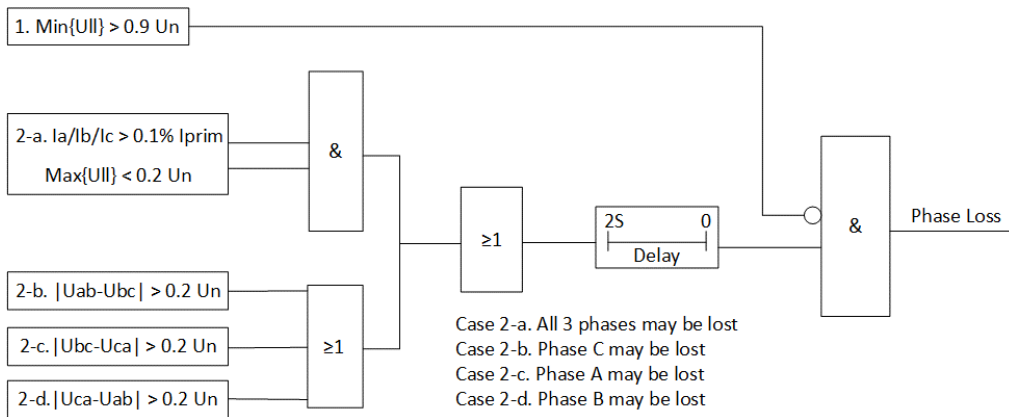 1. Min{Ull} > 0.9 Un
2-a. Ia/Ib/Ic > 0.1% Iprim
Max{Ull} < 0.2 Un
&
≥1
2S 0
Delay
&
Phase Loss
2-b. |Uab-Ubc| > 0.2 Un
2-c.|Ubc-Uca| > 0.2 Un
2-d.|Uca-Uab| > 0.2 Un
≥1
Case 2-a. All 3 phases may be lost
Case 2-b. Phase C may be lost
Case 2-c. Phase A may be lost
Case 2-d. Phase B may be lost